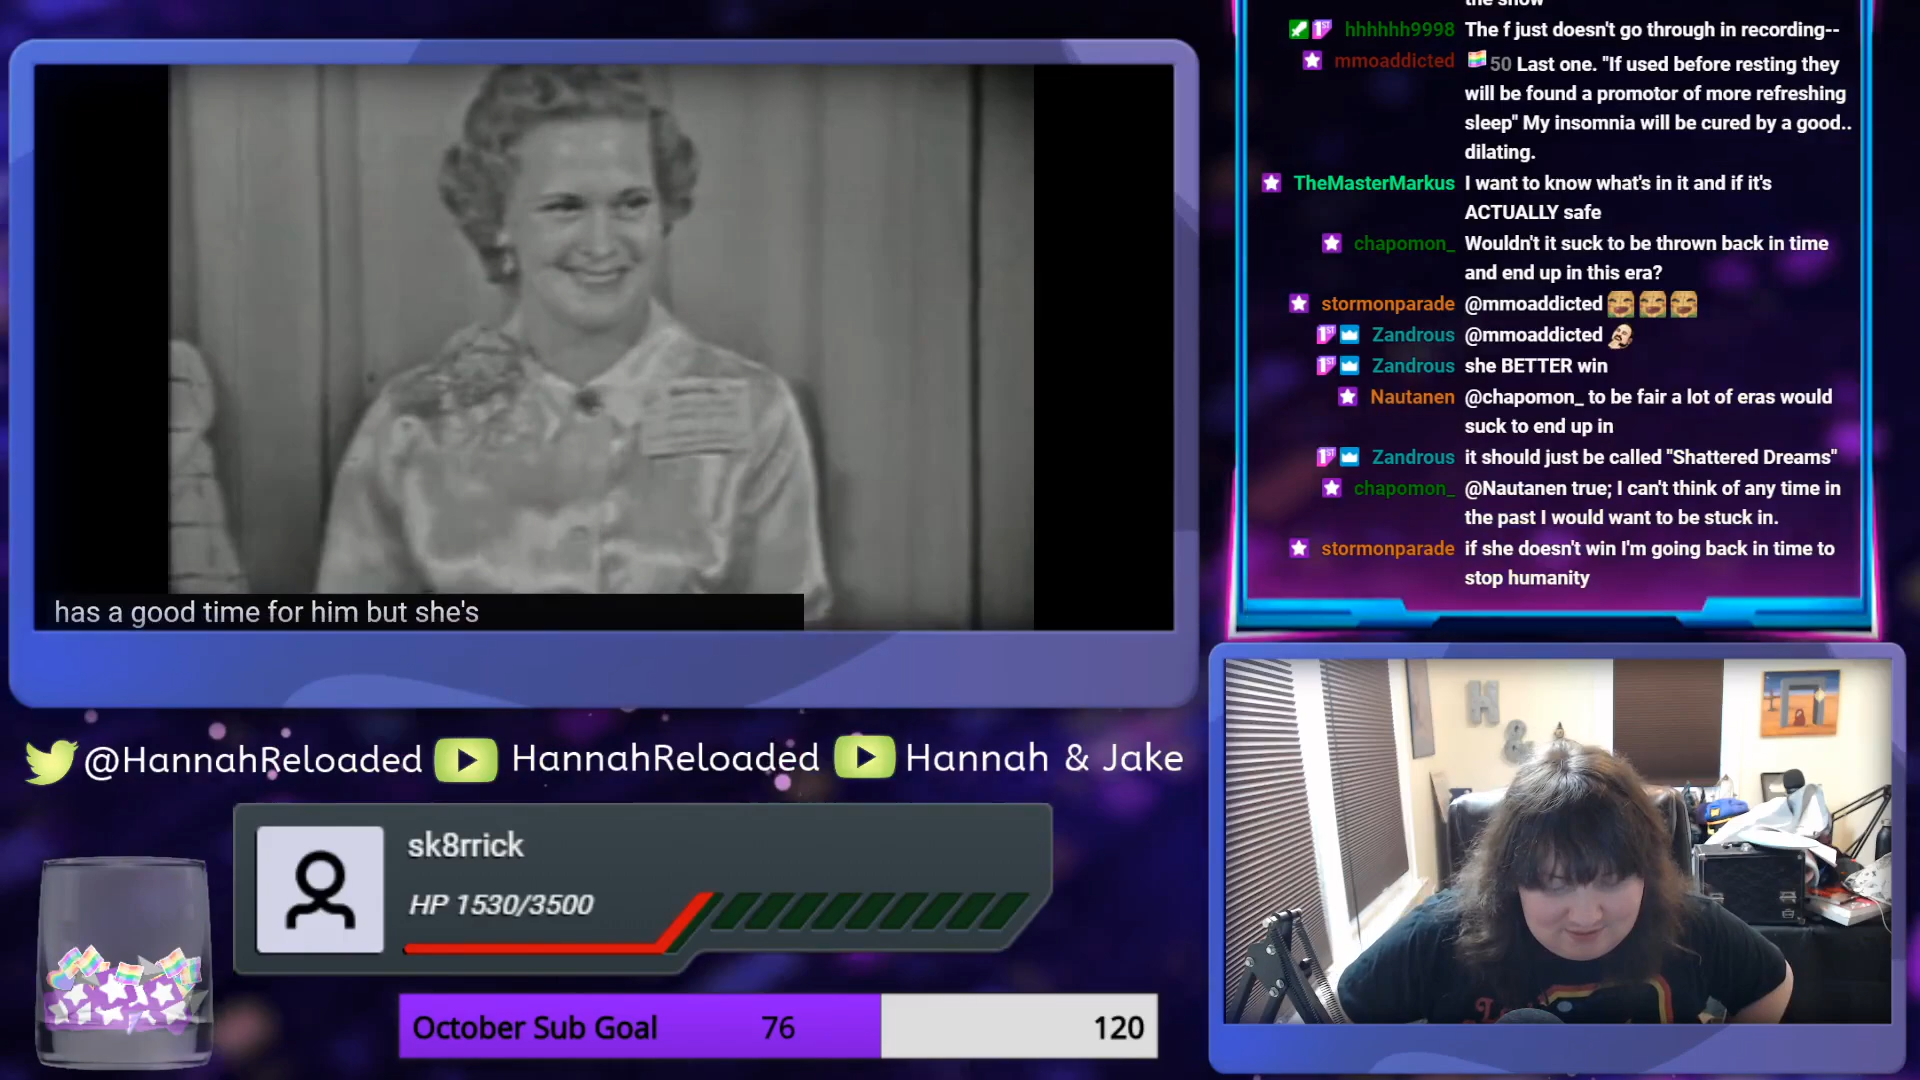 has a good time for him but she's
@HannahReloaded HannahReloaded Hannah & Jake
sk8rrick
HP 1530/3500
October Sub Goal 76 120
the show
hhhhhh9998 The f just doesn't go through in recording--
mmoaddicted 50 Last one. "If used before resting they
will be found a promotor of more refreshing
sleep" My insomnia will be cured by a good..
dilating.
TheMasterMarkus I want to know what's in it and if it's
ACTUALLY safe
chapomon_ Wouldn't it suck to be thrown back in time
and end up in this era?
stormonparade @mmoaddicted
1ST Zandrous @mmoaddicted
1ST Zandrous she BETTER win
Nautanen @chapomon_ to be fair a lot of eras would
suck to end up in
1ST Zandrous it should just be called "Shattered Dreams"
chapomon_ @Nautanen true; I can't think of any time in
the past I would want to be stuck in.
stormonparade if she doesn't win I'm going back in time to
stop humanity
H
&